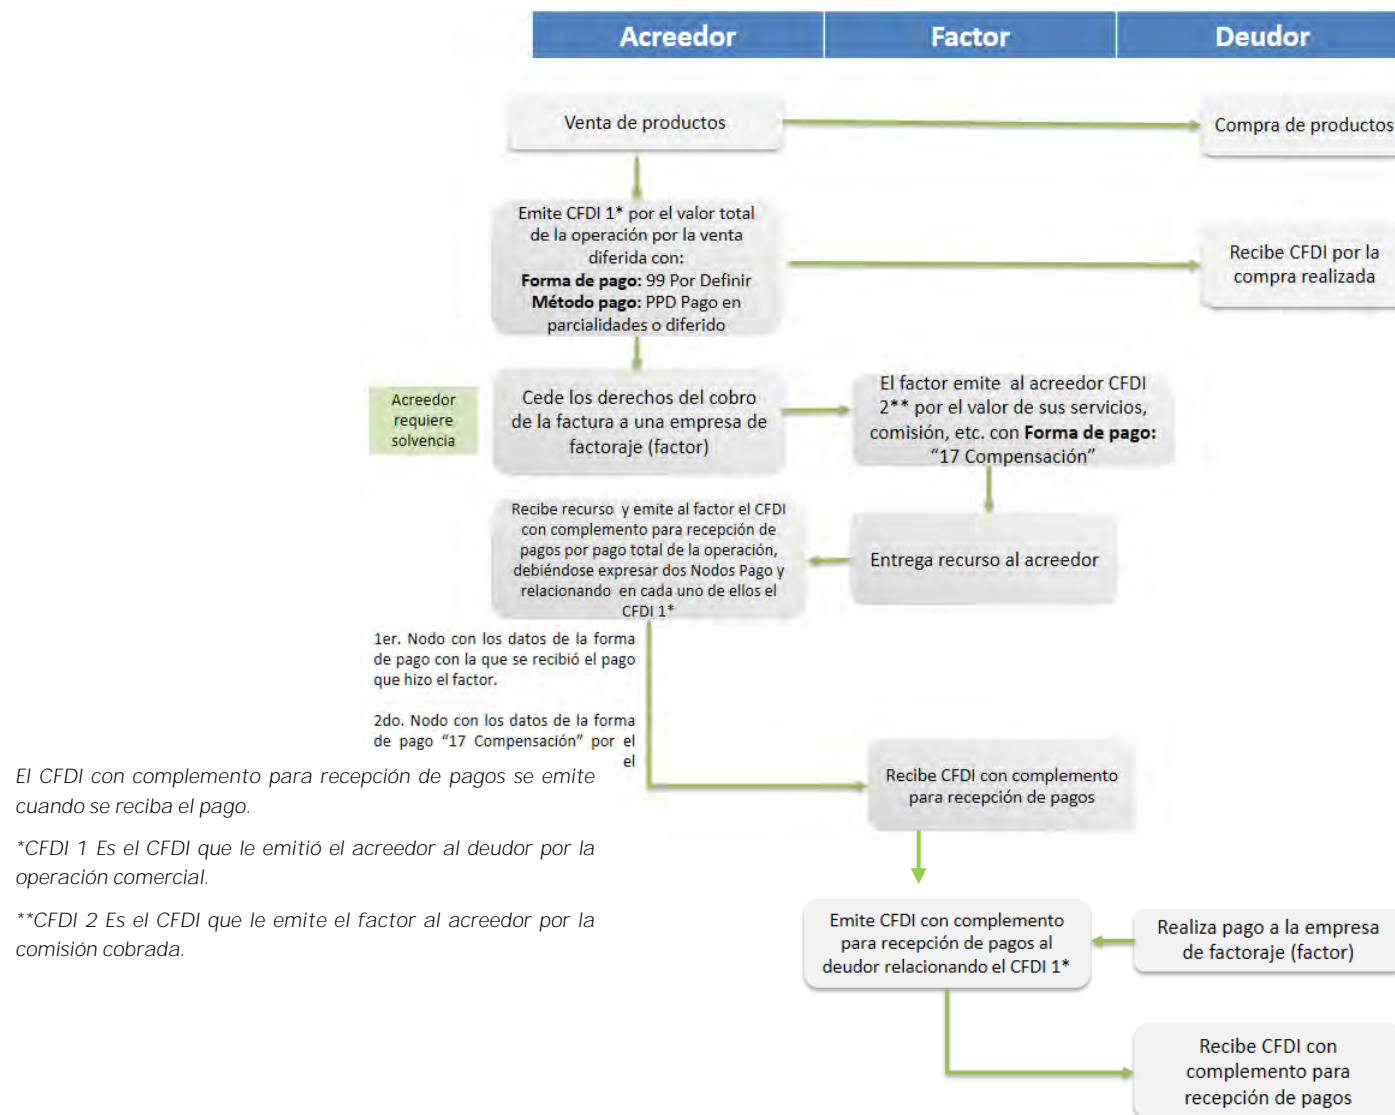 Acreedor
Factor
Deudor
Venta de productos
Compra de productos
Emite CFDI 1* por el valor total
de la operación por la venta
diferida con:
Forma de pago: 99 Por Definir
Método pago: PPD Pago en
parcialidades o diferido
Recibe CFDI por la
compra realizada
Acreedor
requiere
solvencia
Cede los derechos del cobro
de la factura a una empresa de
factoraje (factor)
El factor emite al acreedor CFDI
2** por el valor de sus servicios,
comisión, etc. con Forma de pago:
“17 Compensación”
Recibe recurso y emite al factor el CFDI
con complemento para recepción de
pagos por pago total de la operación,
debiéndose expresar dos Nodos Pago y
relacionando en cada uno de ellos el
CFDI 1*
Entrega recurso al acreedor
1er. Nodo con los datos de la forma
de pago con la que se recibió el pago
que hizo el factor.
2do. Nodo con los datos de la forma
de pago “17 Compensación” por el
el
Recibe CFDI con complemento
para recepción de pagos
El CFDI con complemento para recepción de pagos se emite
cuando se reciba el pago.
*CFDI 1 Es el CFDI que le emitió el acreedor al deudor por la
operación comercial.
**CFDI 2 Es el CFDI que le emite el factor al acreedor por la
comisión cobrada.
Emite CFDI con complemento
para recepción de pagos al
deudor relacionando el CFDI 1*
Realiza pago a la empresa
de factoraje (factor)
Recibe CFDI con
complemento para
recepción de pagos